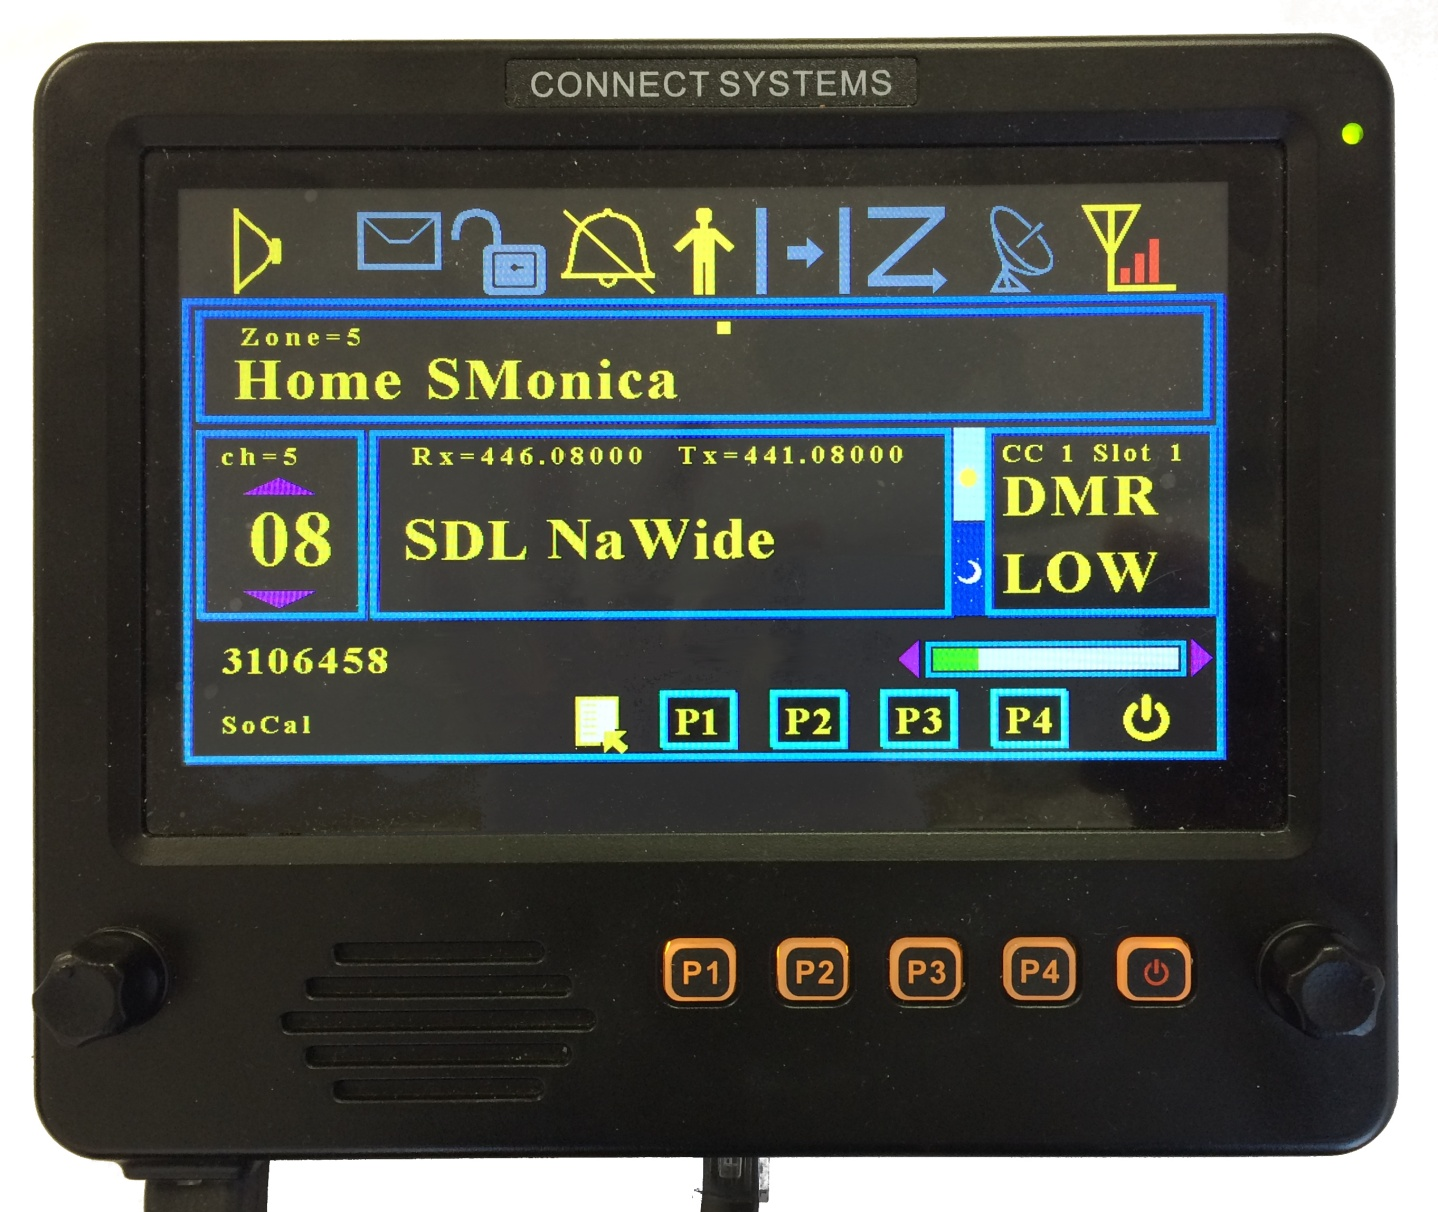 CONNECT SYSTEMS
Zone=5
Home SMonica
ch=5
08
Rx=446.08000 Tx=441.08000
SDL NaWide
CC 1 Slot 1
DMR
LOW
3106458
SoCal
P1 P2 P3 P4
P1 P2 P3 P4